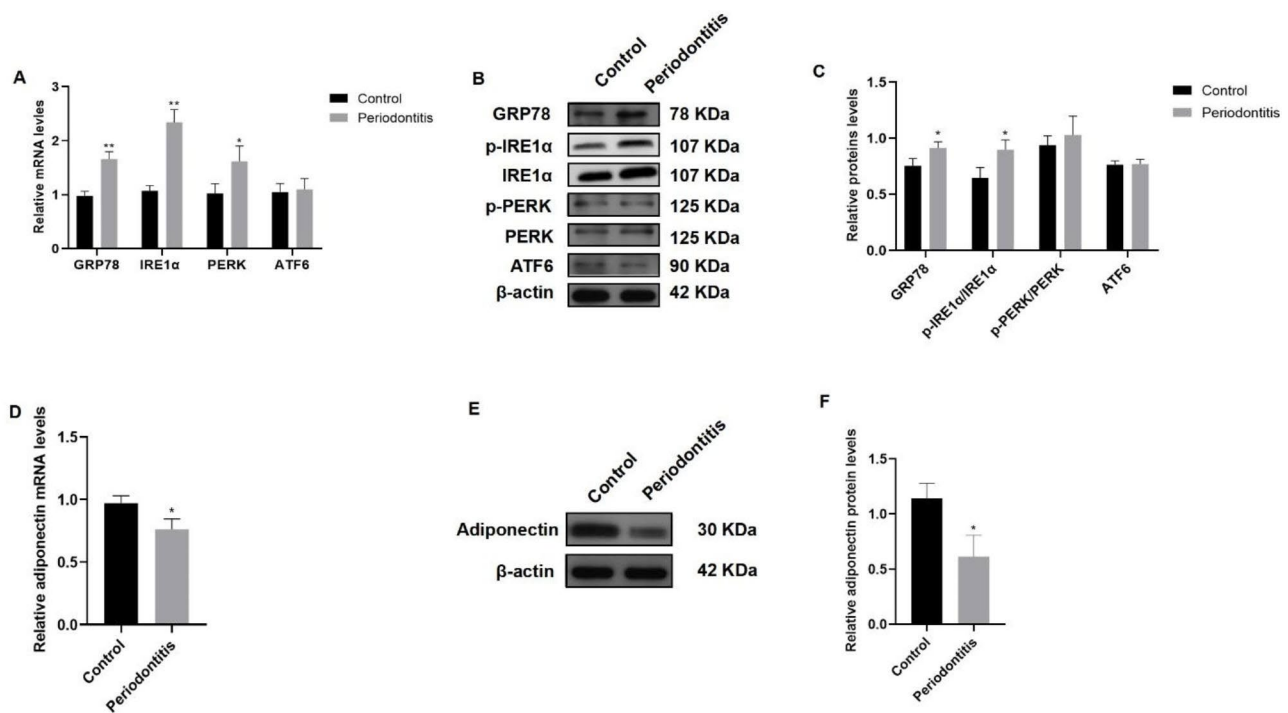 A
Relative mRNA levles
3
2
1
0
**
**
*
GRP78 IRE1α PERK ATF6
Control
Periodontitis
B
Control
Periodontitis
GRP78 78 KDa
p-IRE1α 107 KDa
IRE1α 107 KDa
p-PERK 125 KDa
PERK 125 KDa
ATF6 90 KDa
β-actin 42 KDa
C
Relative proteins levels
1.5
1.0
0.5
0.0
*
*
GRP78
p-IRE1α/IRE1α
p-PERK/PERK
ATF6
Control
Periodontitis
D
Relative adiponectin mRNA levels
1.5
1.0
0.5
0.0
*
Control
Periodontitis
E
Control
Periodontitis
Adiponectin 30 KDa
β-actin 42 KDa
F
Relative adiponectin protein levels
1.5
1.0
0.5
0.0
*
Control
Periodontitis